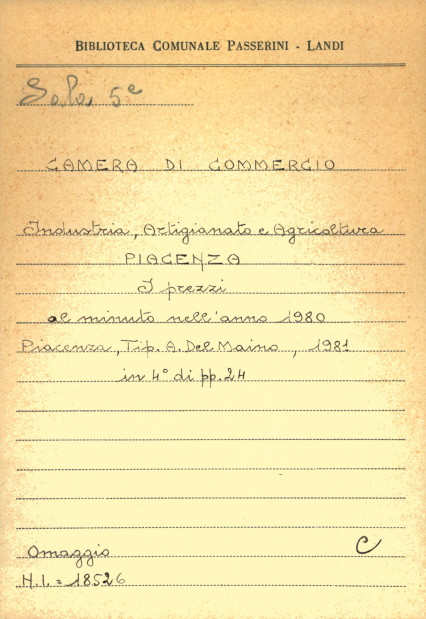 BIBLIOTECA COMUNALE PASSERINI - LANDI
Sala 5ª
CAMERA DI COMMERCIO
Industria, Artigianato e Agricoltura
PIACENZA
I prezzi
al minuto nell'anno 1980
Piacenza, Tip. A. Del Maino, 1981
in 4° di pp. 24
Omaggio C
N.I. = 18526